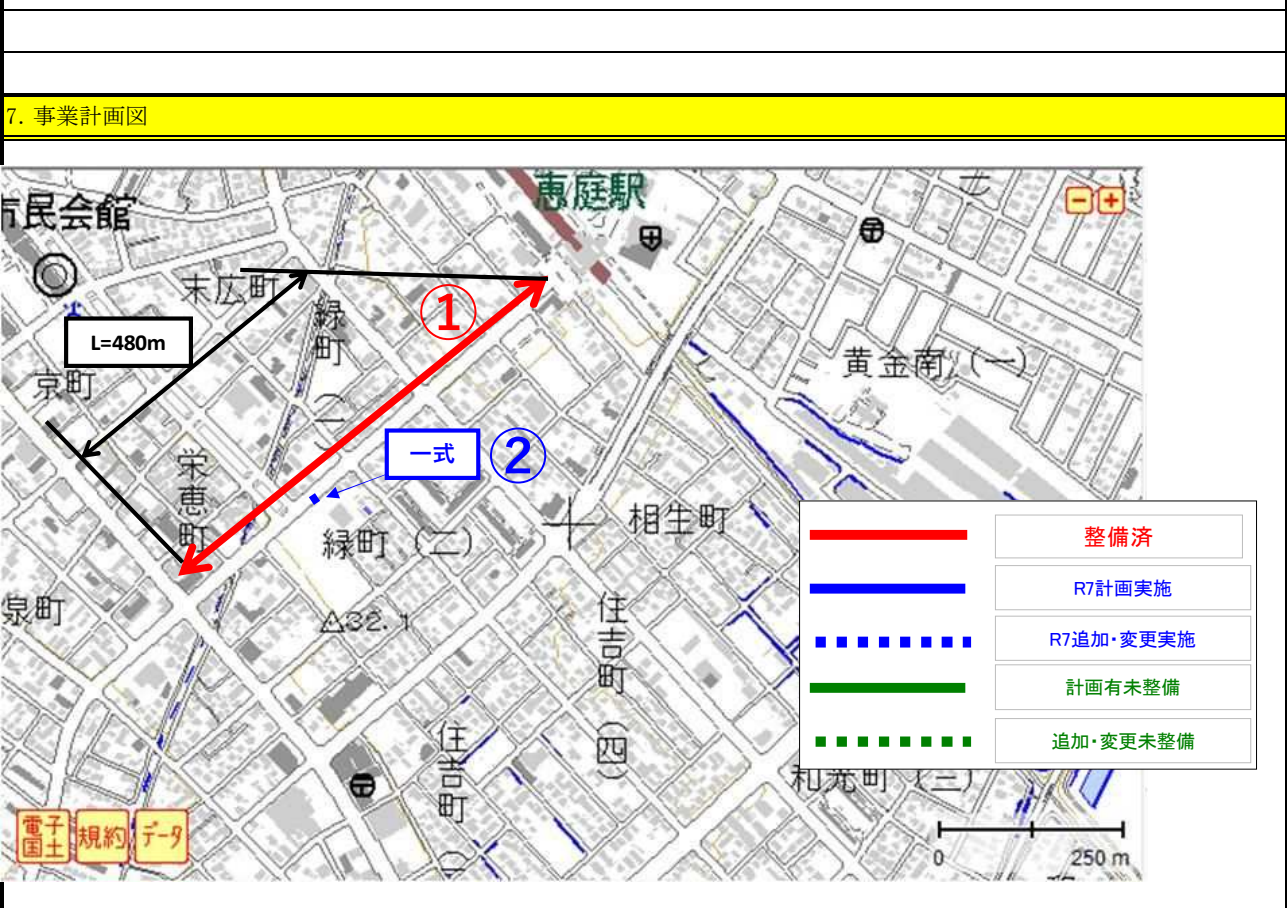 7. 事業計画図
恵庭駅
市民会館
末広町
①
緑町(一)
L=480m
黄金南(一)
京町
一式
②
栄恵町
相生町
緑町(二)
整備済
R7計画実施
泉町
△32.1
住吉町(四)
R7追加・変更実施
計画有未整備
追加・変更未整備
住吉町
和光町(三)
電子国土
規約
データ
0
250 m